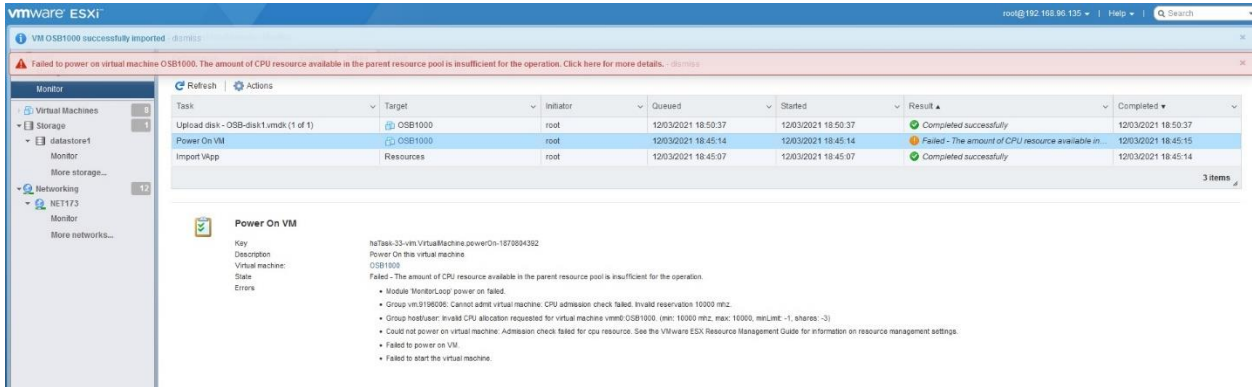 vmware ESXi
root@192.168.96.135 | Help | Search
VM OSB1000 successfully imported - dismiss
Failed to power on virtual machine OSB1000. The amount of CPU resource available in the parent resource pool is insufficient for the operation. Click here for more details. - dismiss
Monitor
Refresh | Actions
Task Target Initiator Queued Started Result Completed
Virtual Machines 8
Upload disk - OSB-disk1.vmdk (1 of 1) OSB1000 root 12/03/2021 18:50:37 12/03/2021 18:50:37 Completed successfully 12/03/2021 18:50:37
Storage 1
datastore1
Power On VM OSB1000 root 12/03/2021 18:45:14 12/03/2021 18:45:14 Failed - The amount of CPU resource available in... 12/03/2021 18:45:15
Monitor
Import VApp Resources root 12/03/2021 18:45:07 12/03/2021 18:45:07 Completed successfully 12/03/2021 18:45:14
More storage...
3 items
Networking 12
NET173
Monitor
More networks...
Power On VM
Key haTask-33-vim.VirtualMachine.powerOn-1870804392
Description Power On this virtual machine
Virtual machine: OSB1000
State Failed - The amount of CPU resource available in the parent resource pool is insufficient for the operation.
Errors
• Module 'MonitorLoop' power on failed.
• Group vm.9196006: Cannot admit virtual machine: CPU admission check failed. Invalid reservation 10000 mhz.
• Group host/user: Invalid CPU allocation requested for virtual machine vmm0:OSB1000. (min: 10000 mhz, max: 10000, minLimit: -1, shares: -3)
• Could not power on virtual machine: Admission check failed for cpu resource. See the VMware ESX Resource Management Guide for information on resource management settings.
• Failed to power on VM.
• Failed to start the virtual machine.